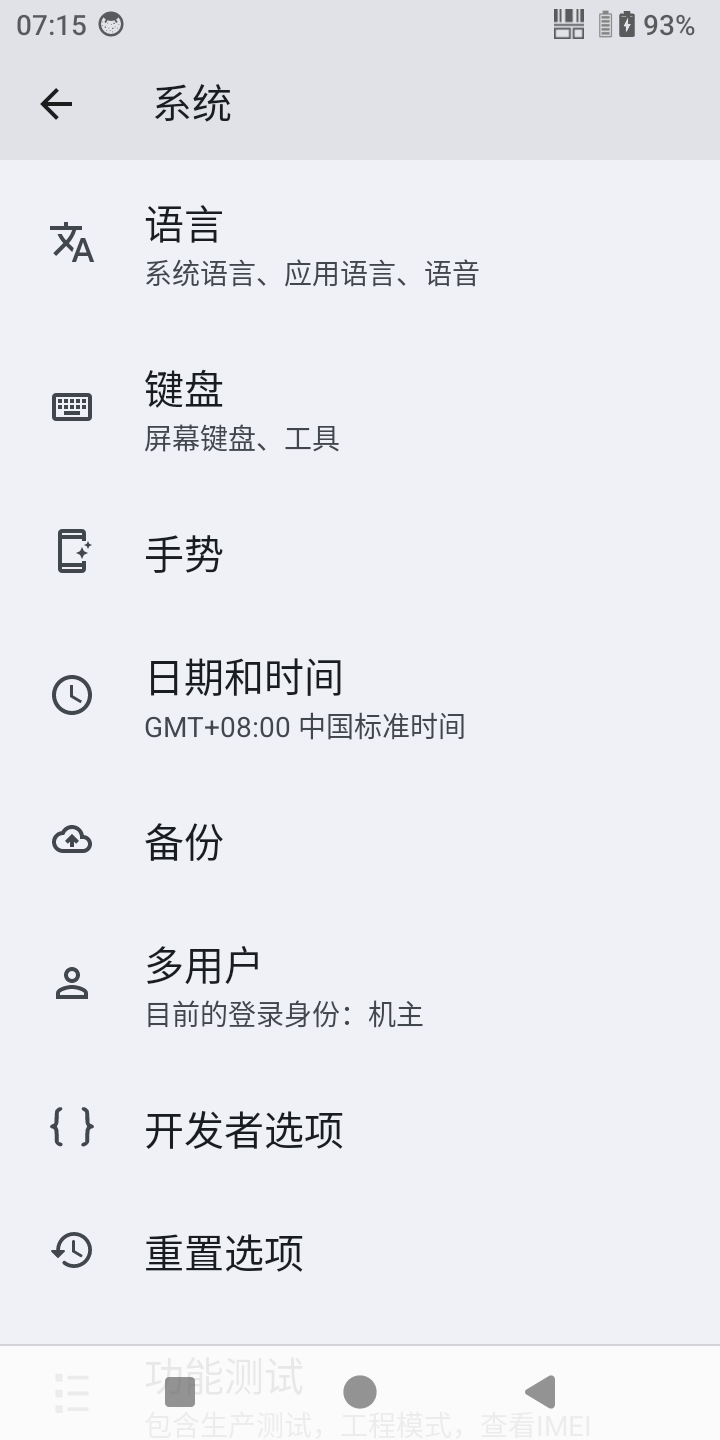 07:15 93%
系统
语言
系统语言、应用语言、语音
键盘
屏幕键盘、工具
手势
日期和时间
GMT+08:00 中国标准时间
备份
多用户
目前的登录身份：机主
开发者选项
重置选项
功能测试
包含生产测试，工程模式，查看IMEI